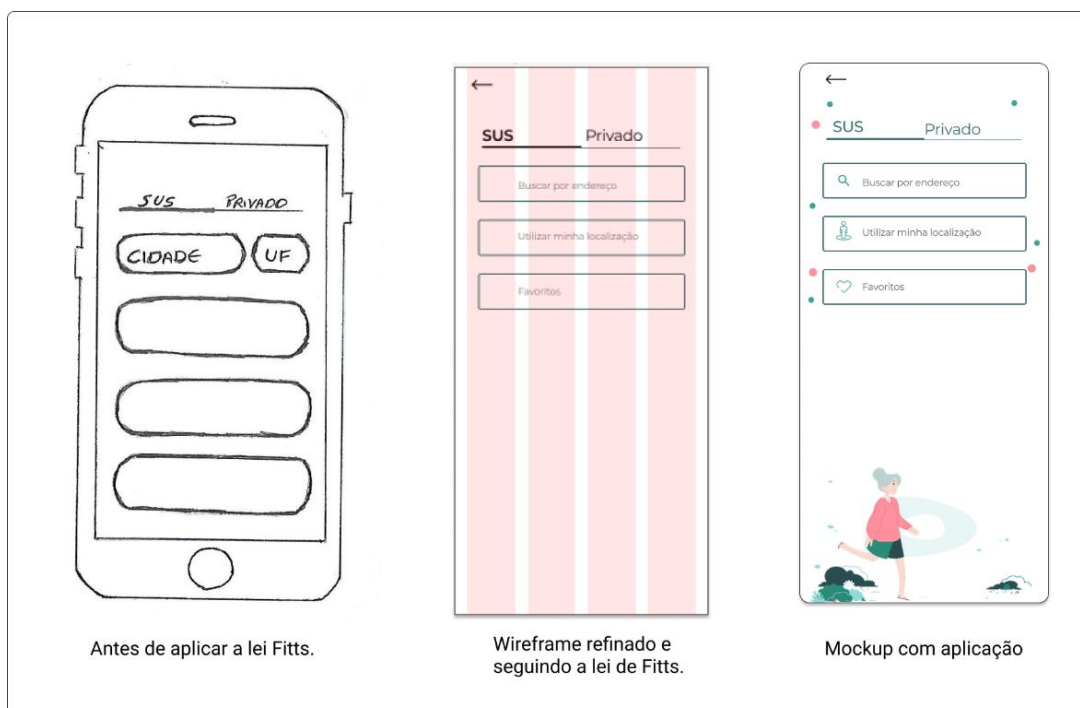 SUS PRIVADO
CIDADE UF
Antes de aplicar a lei Fitts.
SUS Privado
Buscar por endereço
Utilizar minha localização
Favoritos
Wireframe refinado e
seguindo a lei de Fitts.
SUS Privado
Buscar por endereço
Utilizar minha localização
Favoritos
Mockup com aplicação